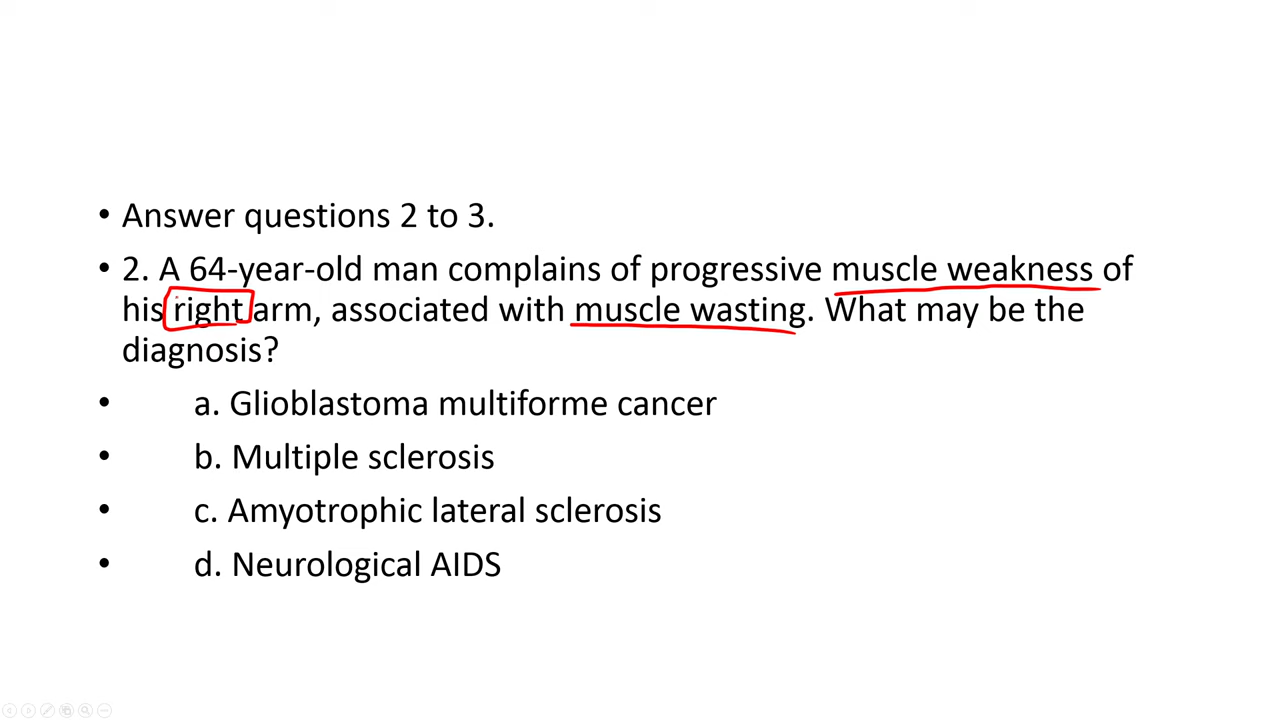 • Answer questions 2 to 3.
• 2. A 64-year-old man complains of progressive muscle weakness of
his right arm, associated with muscle wasting. What may be the
diagnosis?
• a. Glioblastoma multiforme cancer
• b. Multiple sclerosis
• c. Amyotrophic lateral sclerosis
• d. Neurological AIDS